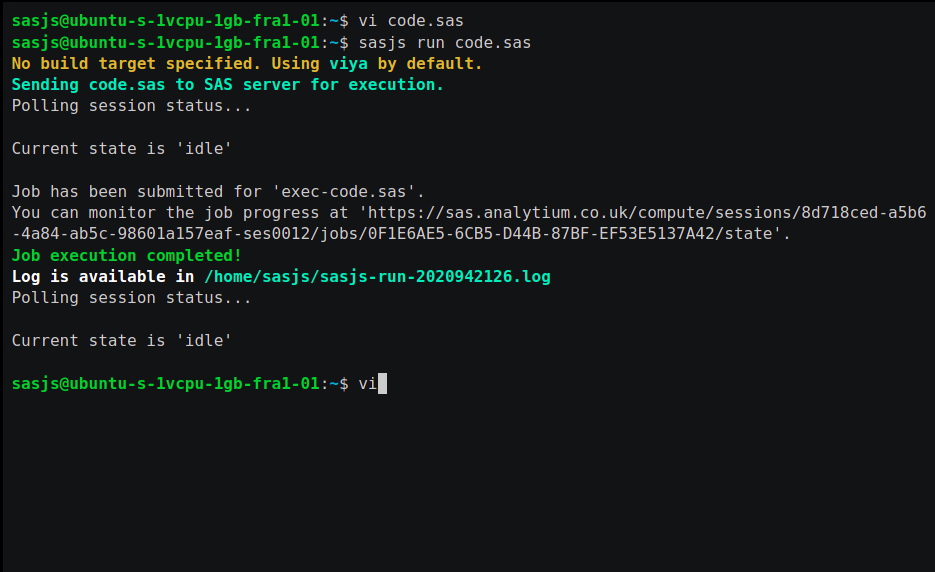 sasjs@ubuntu-s-1vcpu-1gb-fra1-01:~$ vi code.sas
sasjs@ubuntu-s-1vcpu-1gb-fra1-01:~$ sasjs run code.sas
No build target specified. Using viya by default.
Sending code.sas to SAS server for execution.
Polling session status...
Current state is 'idle'
Job has been submitted for 'exec-code.sas'.
You can monitor the job progress at 'https://sas.analytium.co.uk/compute/sessions/8d718ced-a5b6
-4a84-ab5c-98601a157eaf-ses0012/jobs/0F1E6AE5-6CB5-D44B-87BF-EF53E5137A42/state'.
Job execution completed!
Log is available in /home/sasjs/sasjs-run-2020942126.log
Polling session status...
Current state is 'idle'
sasjs@ubuntu-s-1vcpu-1gb-fra1-01:~$ vi